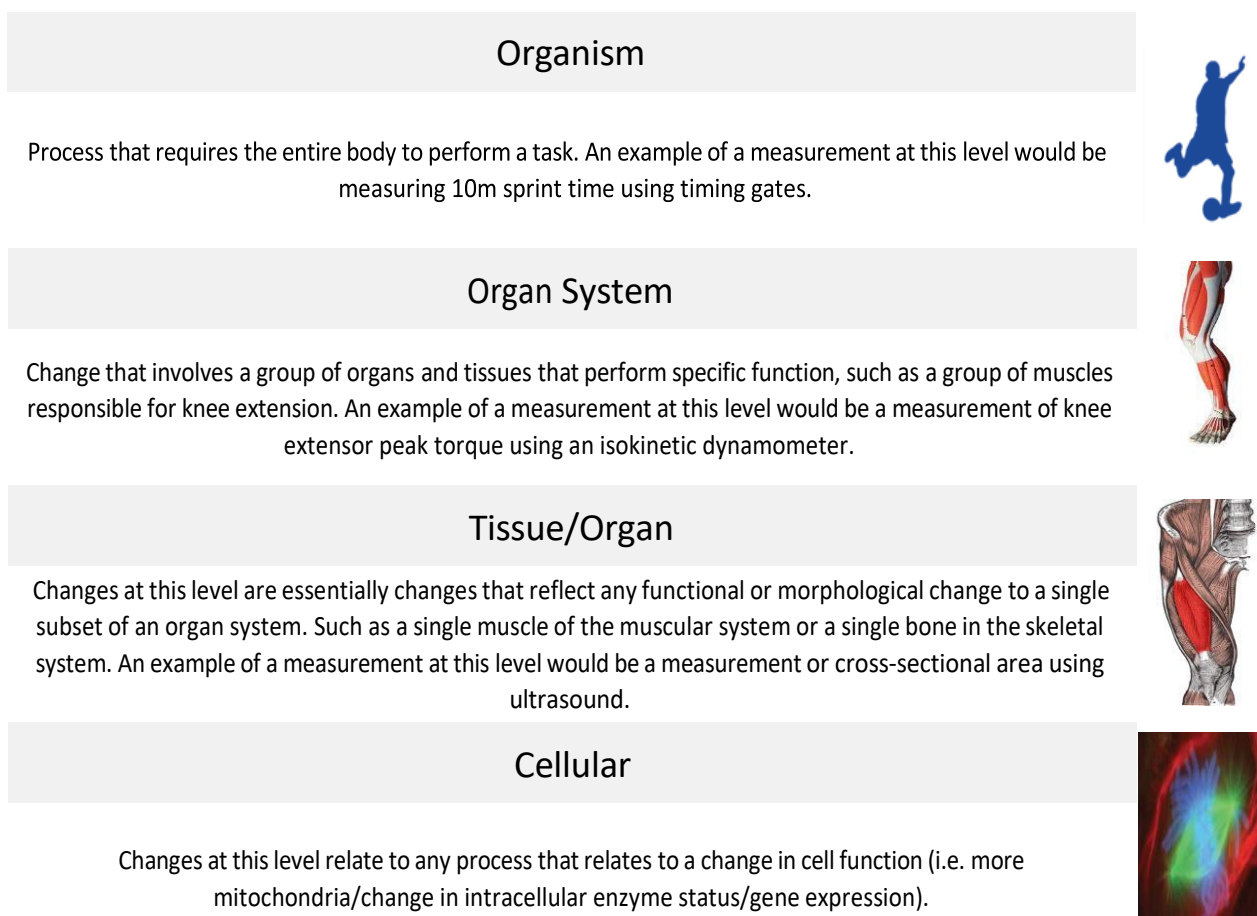 Organism
Process that requires the entire body to perform a task. An example of a measurement at this level would be
measuring 10m sprint time using timing gates.
Organ System
Change that involves a group of organs and tissues that perform specific function, such as a group of muscles
responsible for knee extension. An example of a measurement at this level would be a measurement of knee
extensor peak torque using an isokinetic dynamometer.
Tissue/Organ
Changes at this level are essentially changes that reflect any functional or morphological change to a single
subset of an organ system. Such as a single muscle of the muscular system or a single bone in the skeletal
system. An example of a measurement at this level would be a measurement or cross-sectional area using
ultrasound.
Cellular
Changes at this level relate to any process that relates to a change in cell function (i.e. more
mitochondria/change in intracellular enzyme status/gene expression).